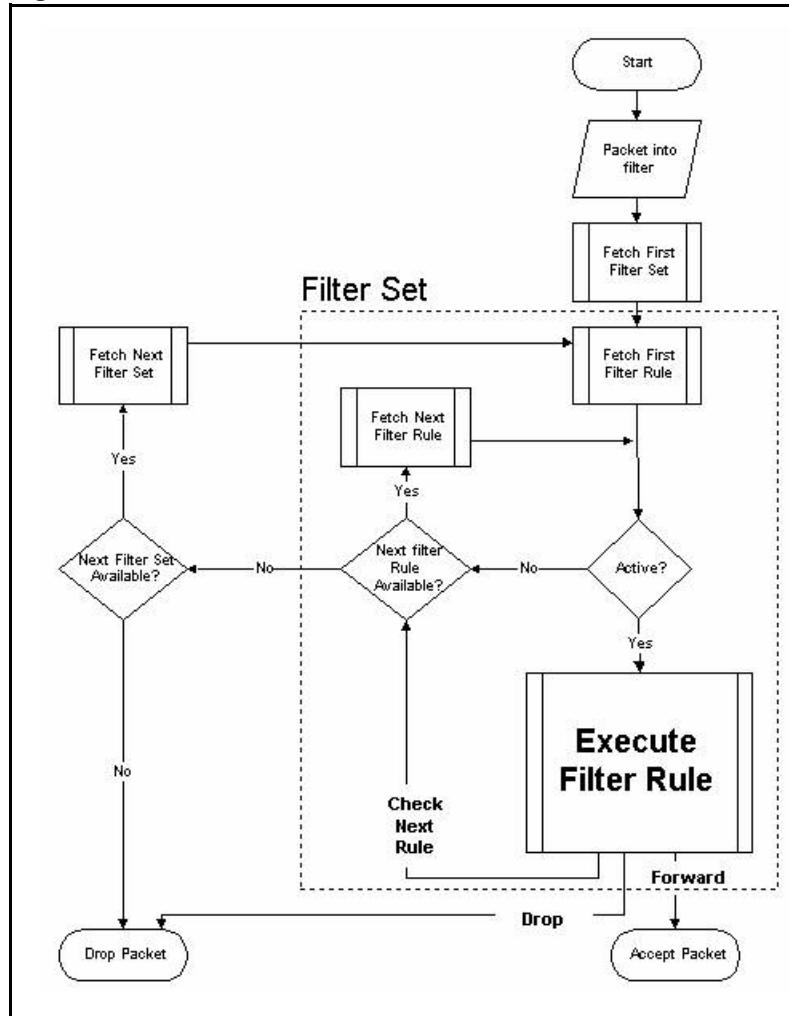 Start
Packet into
filter
Fetch First
Filter Set
Filter Set
Fetch Next
Filter Set
Fetch First
Filter Rule
Fetch Next
Filter Rule
Yes
Yes
Next Filter Set
Available?
No
Next filter
Rule
Available?
No
Active?
Yes
Execute
Filter Rule
No
Check
Next
Rule
Forward
Drop
Drop Packet
Accept Packet